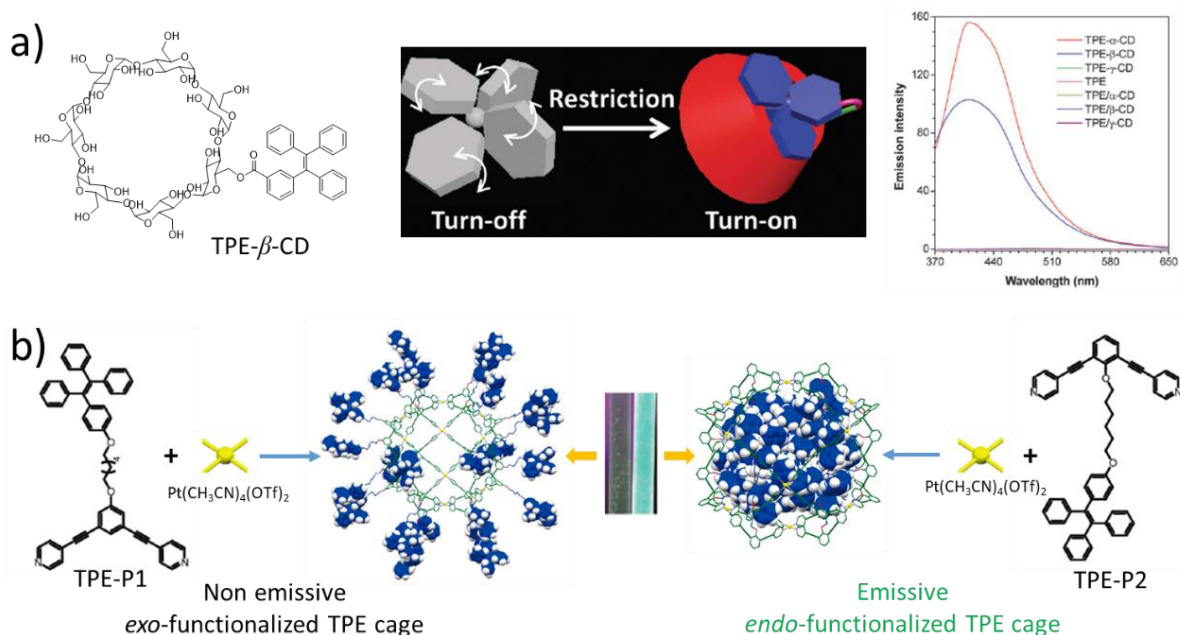 a)
TPE-β-CD
Restriction
Turn-off
Turn-on
160
120
80
40
0
Emission intensity
TPE-α-CD
TPE-β-CD
TPE-γ-CD
TPE
TPE/α-CD
TPE/β-CD
TPE/γ-CD
370 440 510 580 650
Wavelength (nm)
b)
+
Pt(CH3CN)4(OTf)2
TPE-P1
Non emissive
exo-functionalized TPE cage
Emissive
endo-functionalized TPE cage
+
Pt(CH3CN)4(OTf)2
TPE-P2